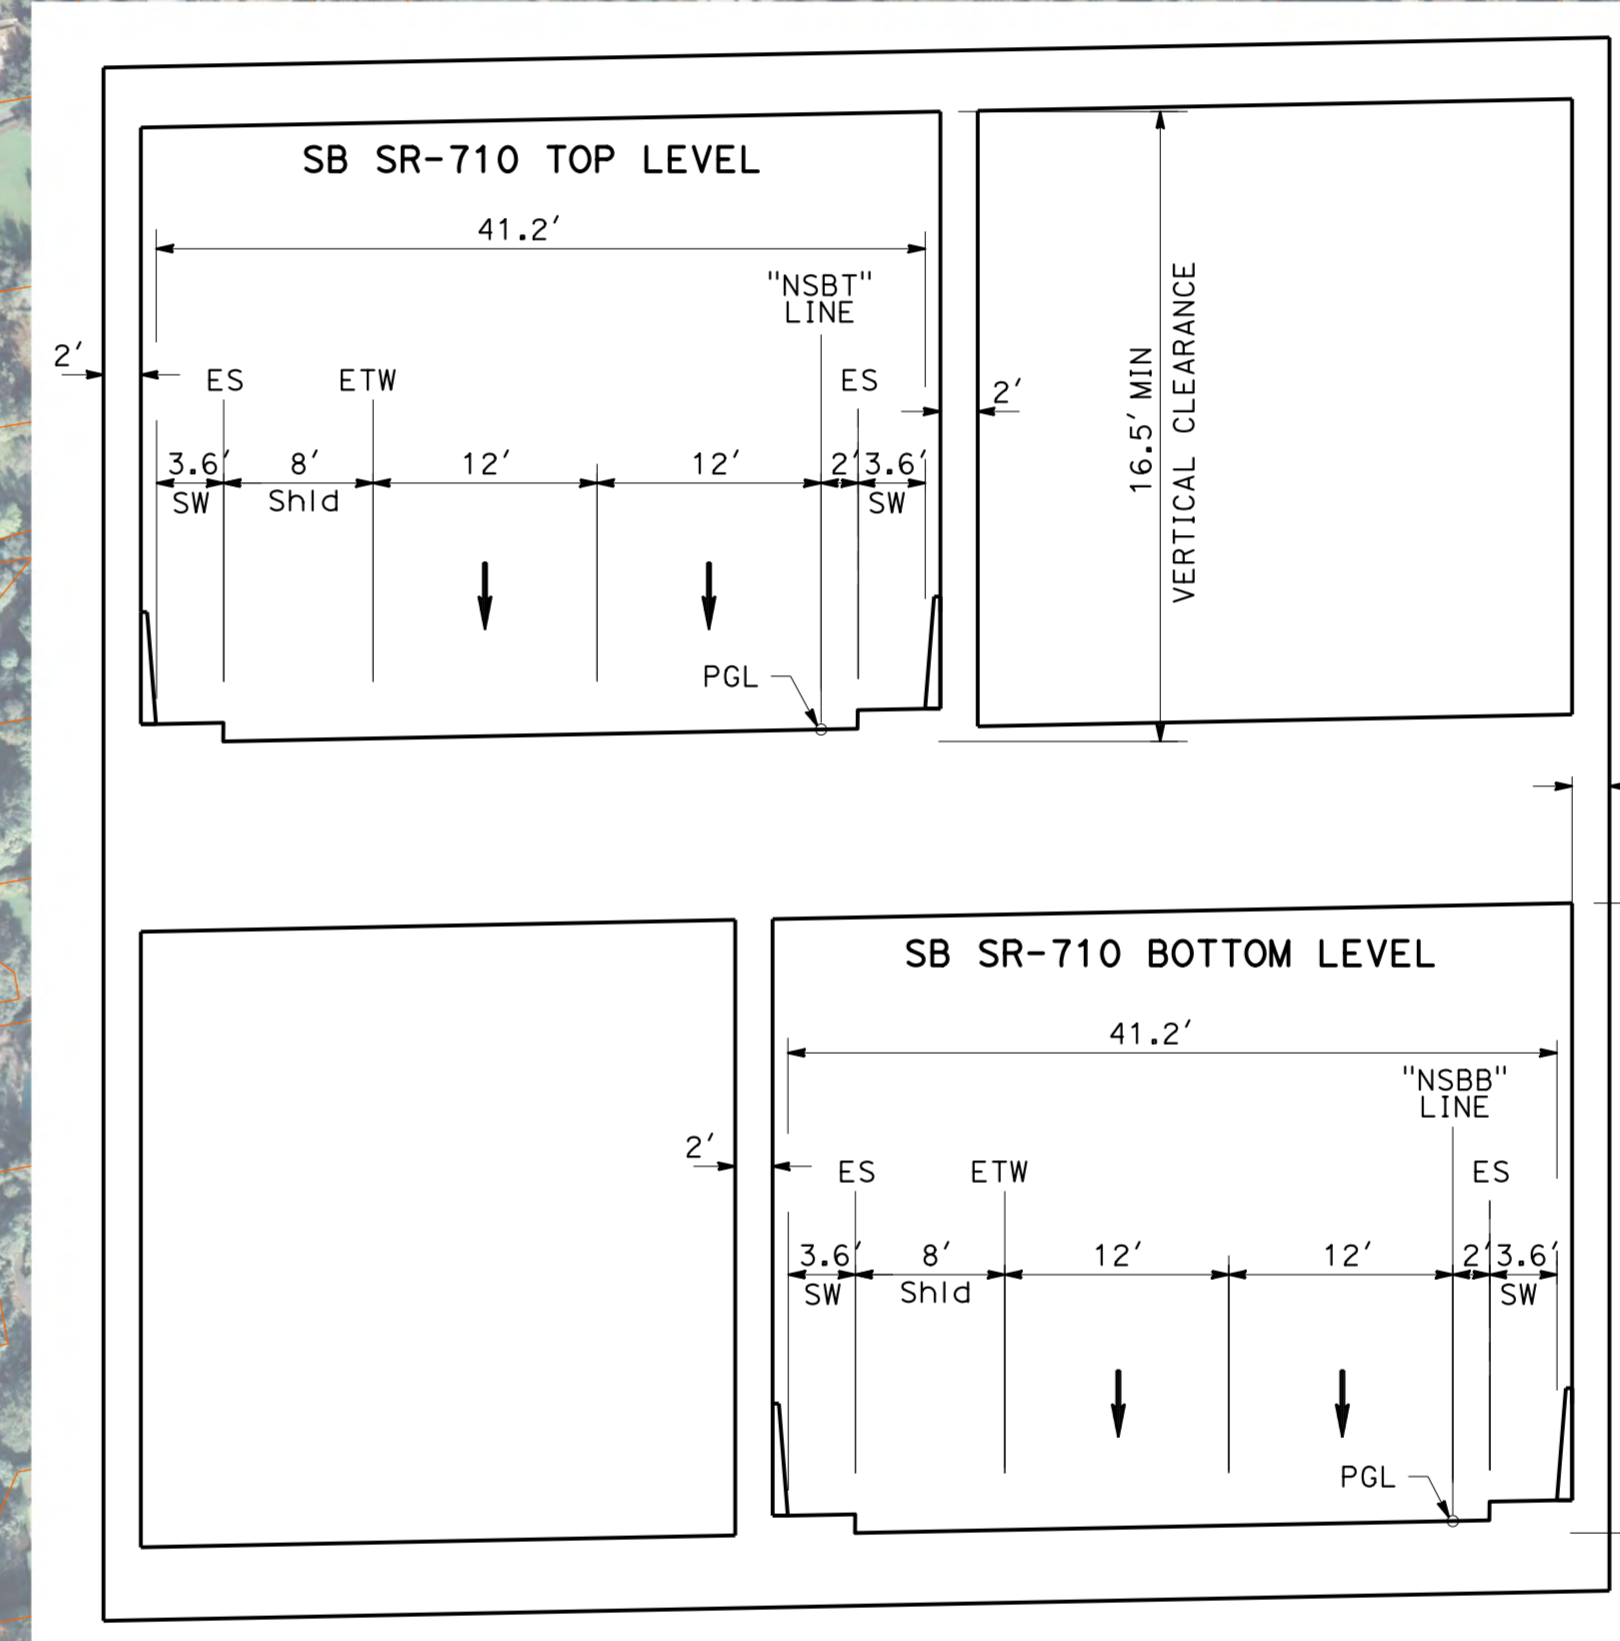 SB SR-710 TOP LEVEL
41.2'
"NSBT"
LINE
2'
ES
ETW
ES
2'
3.6'
8'
12'
12'
2'
3.6'
SW
Shld
SW
PGL
16.5' MIN
VERTICAL CLEARANCE
SB SR-710 BOTTOM LEVEL
41.2'
"NSBB"
LINE
2'
ES
ETW
ES
3.6'
8'
12'
12'
2'
3.6'
SW
Shld
SW
PGL